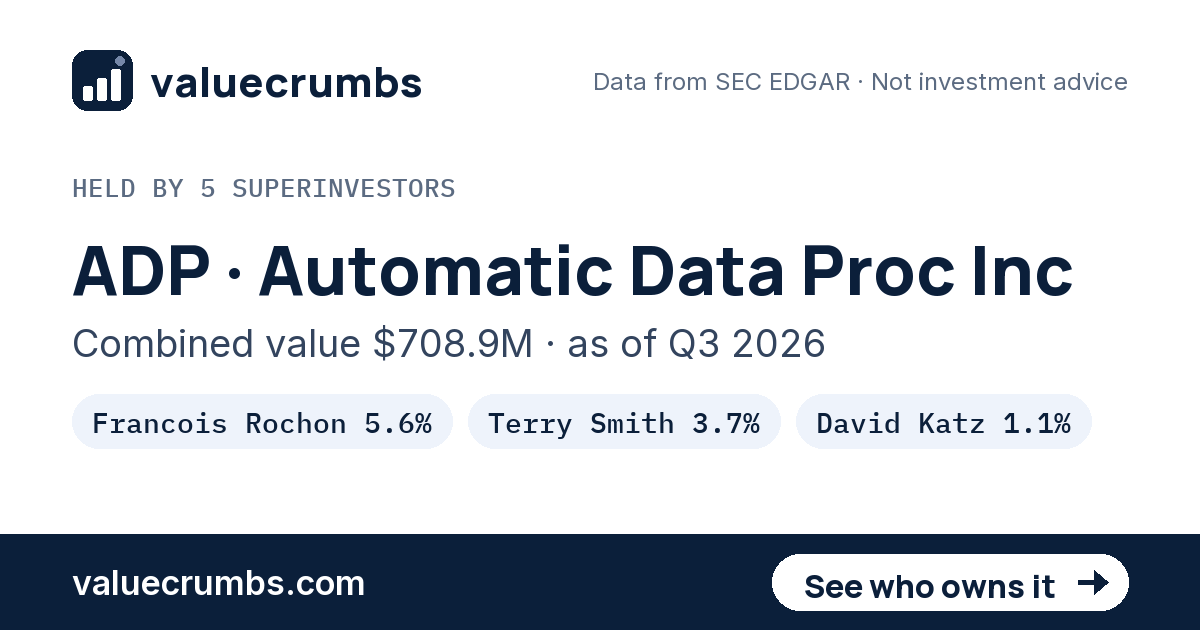 valuecrumbs
Data from SEC EDGAR · Not investment advice
HELD BY 5 SUPERINVESTORS
ADP · Automatic Data Proc Inc
Combined value $708.9M · as of Q3 2026
Francois Rochon 5.6%
Terry Smith 3.7%
David Katz 1.1%
valuecrumbs.com
See who owns it →